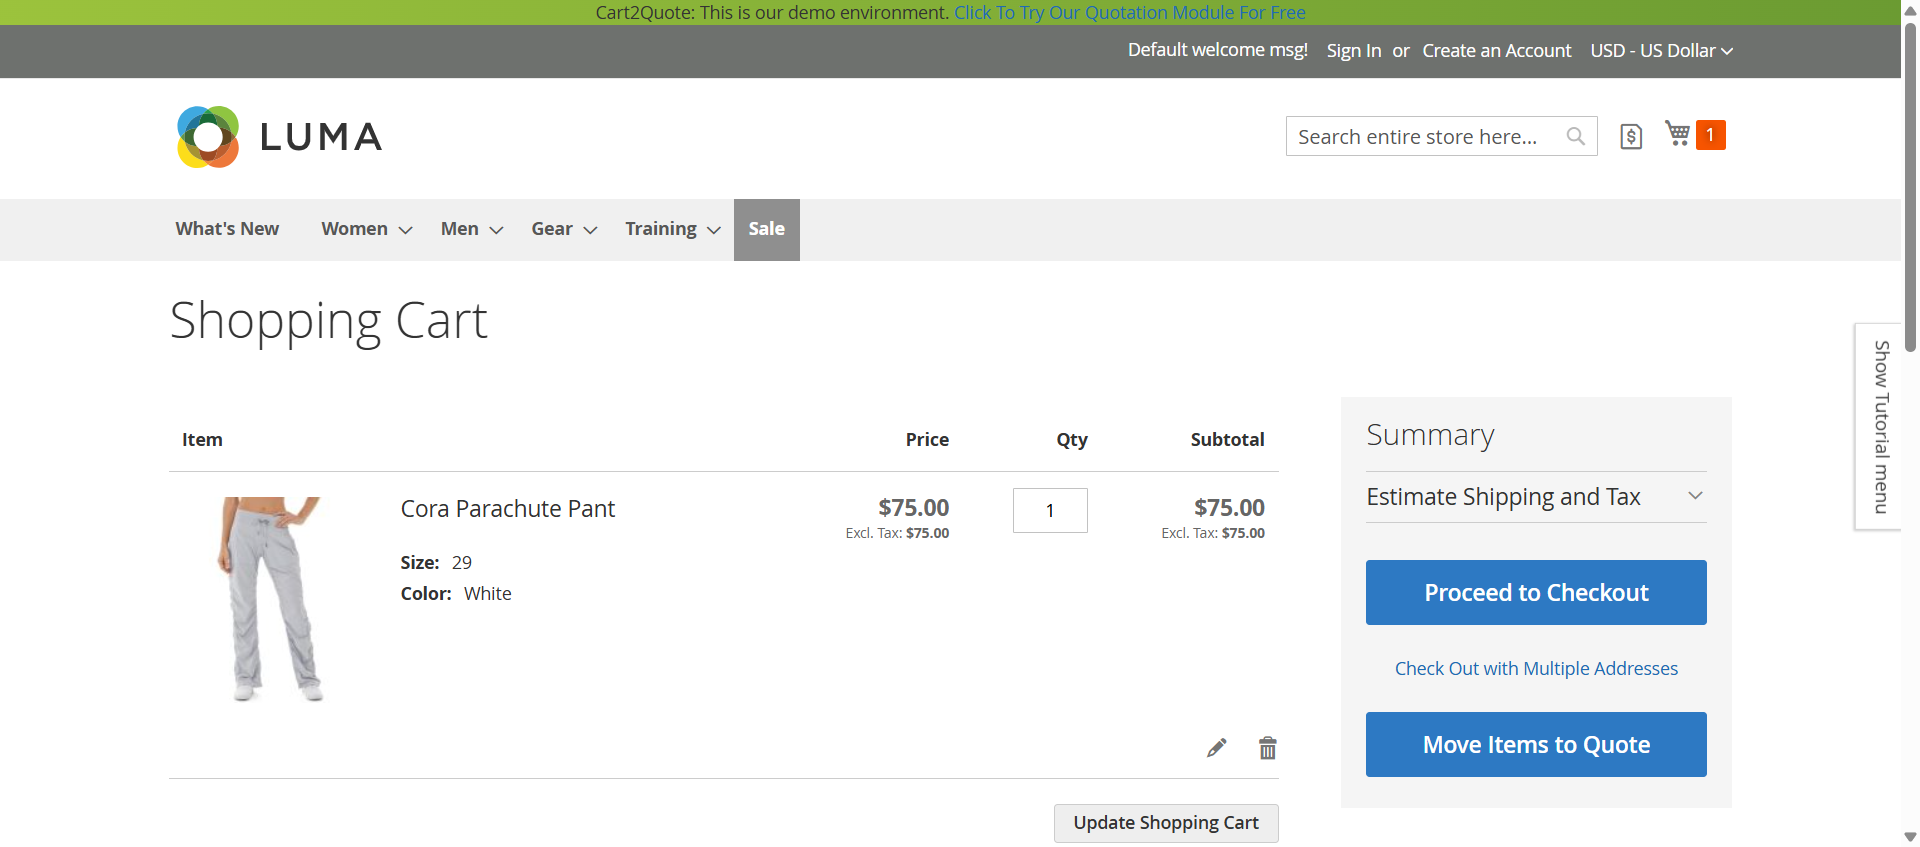 Cart2Quote: This is our demo environment. Click To Try Our Quotation Module For Free
Default welcome msg! Sign In or Create an Account USD - US Dollar
LUMA
Search entire store here...
$
1
What's New Women Men Gear Training Sale
Shopping Cart
Item Price Qty Subtotal
Cora Parachute Pant $75.00 1 $75.00
Excl. Tax: $75.00 Excl. Tax: $75.00
Size: 29
Color: White
Update Shopping Cart
Summary
Estimate Shipping and Tax
Proceed to Checkout
Check Out with Multiple Addresses
Move Items to Quote
Show Tutorial menu